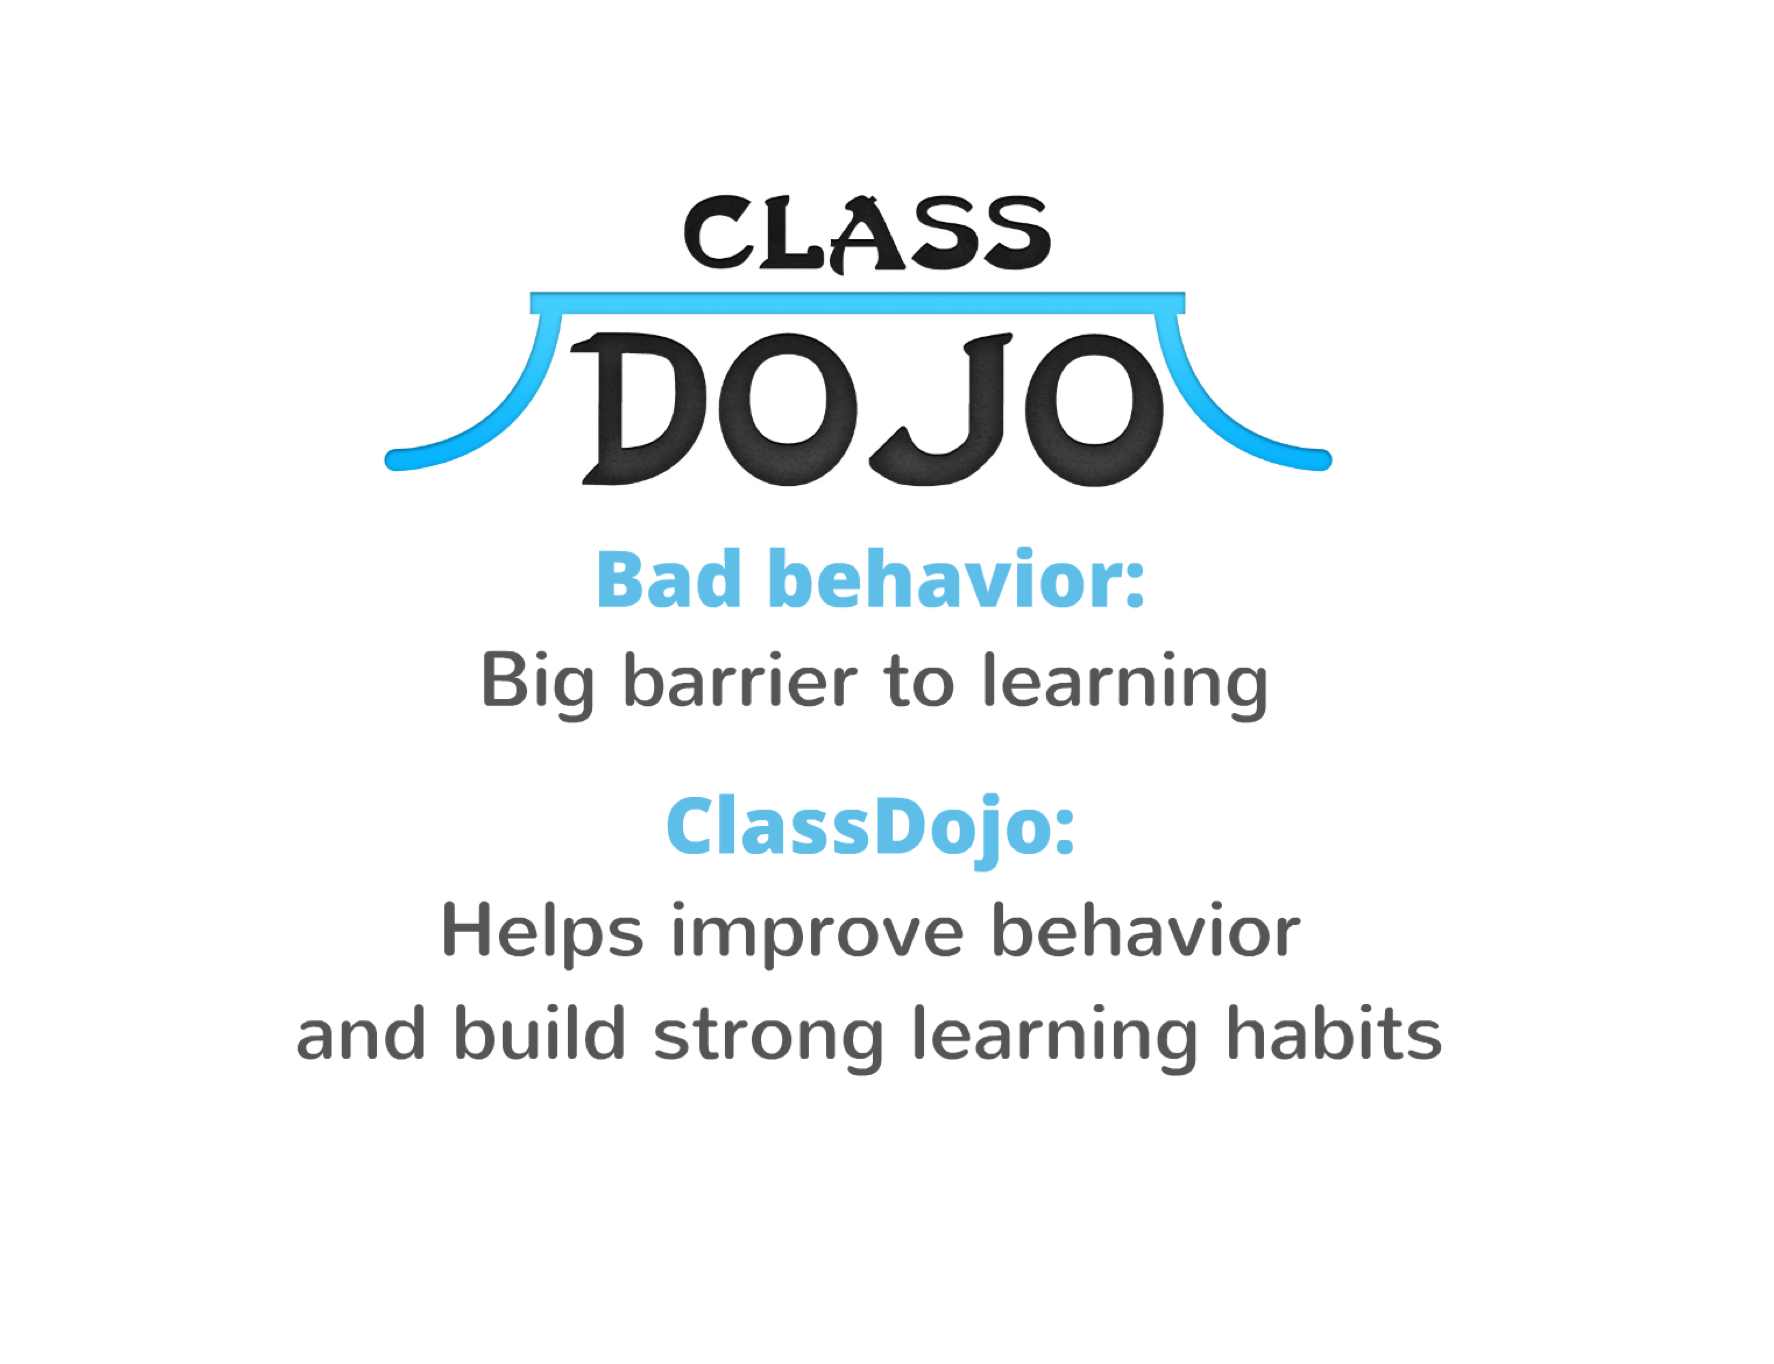 CLASS
DOJO
Bad behavior:
Big barrier to learning
ClassDojo:
Helps improve behavior
and build strong learning habits